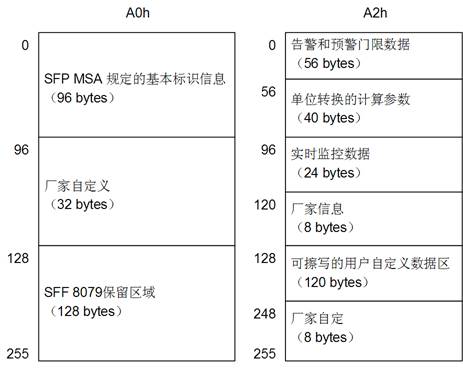 A0h
0
SFP MSA 规定的基本标识信息
（96 bytes）
96
厂家自定义
（32 bytes）
128
SFF 8079保留区域
（128 bytes）
255
A2h
0
告警和预警门限数据
（56 bytes）
56
单位转换的计算参数
（40 bytes）
96
实时监控数据
（24 bytes）
120
厂家信息
（8 bytes）
128
可擦写的用户自定义数据区
（120 bytes）
248
厂家自定
（8 bytes）
255